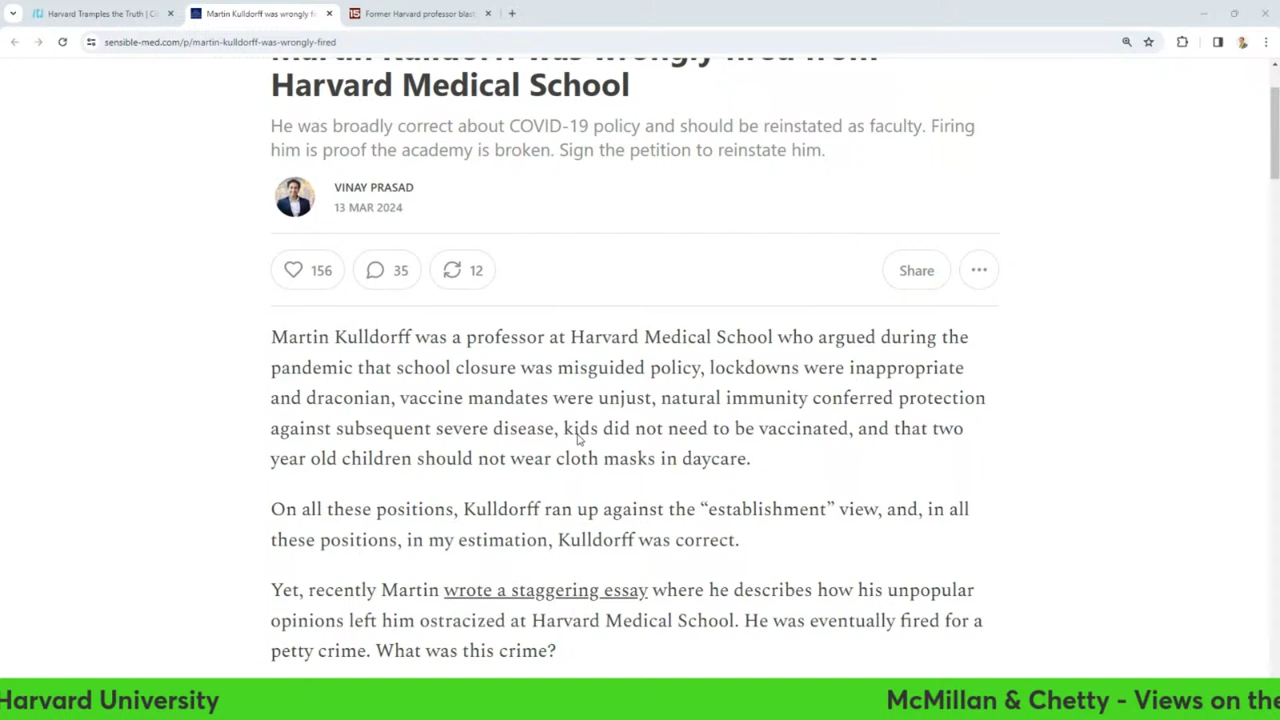 Harvard Tramples the Truth | Ci
Martin Kulldorff was wrongly fi
Former Harvard professor blast
sensible-med.com/p/martin-kulldorff-was-wrongly-fired
Martin Kulldorff was wrongly fired from
Harvard Medical School
He was broadly correct about COVID-19 policy and should be reinstated as faculty. Firing
him is proof the academy is broken. Sign the petition to reinstate him.
VINAY PRASAD
13 MAR 2024
156
35
12
Share
Martin Kulldorff was a professor at Harvard Medical School who argued during the
pandemic that school closure was misguided policy, lockdowns were inappropriate
and draconian, vaccine mandates were unjust, natural immunity conferred protection
against subsequent severe disease, kids did not need to be vaccinated, and that two
year old children should not wear cloth masks in daycare.
On all these positions, Kulldorff ran up against the “establishment” view, and, in all
these positions, in my estimation, Kulldorff was correct.
Yet, recently Martin wrote a staggering essay where he describes how his unpopular
opinions left him ostracized at Harvard Medical School. He was eventually fired for a
petty crime. What was this crime?
Harvard University
McMillan & Chetty - Views on the